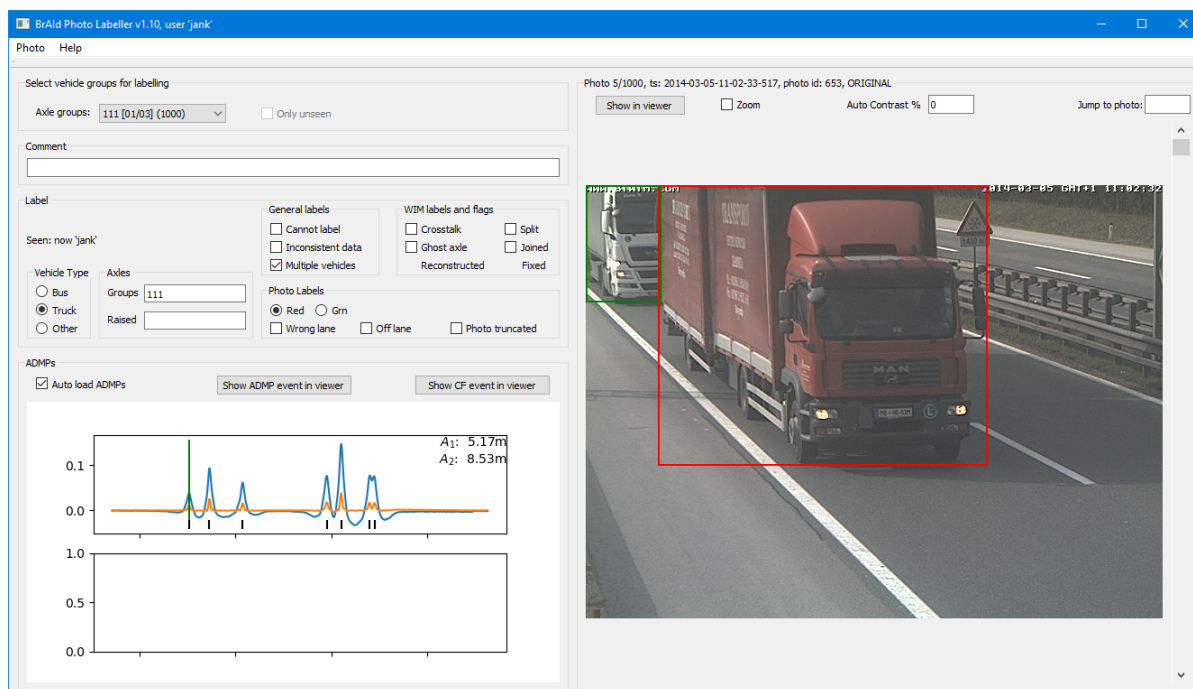 BrAId Photo Labeller v1.10, user 'jank'
Photo Help
Select vehicle groups for labelling
Axle groups: 111 [01/03] (1000) Only unseen
Comment
Label
Seen: now 'jank'
General labels
Cannot label
Inconsistent data
Multiple vehicles
WIM labels and flags
Crosstalk Split
Ghost axle Joined
Reconstructed Fixed
Vehicle Type
Bus
Truck
Other
Axles
Groups 111
Raised
Photo Labels
Red Grn
Wrong lane Off lane Photo truncated
ADMPs
Auto load ADMPs Show ADMP event in viewer Show CF event in viewer
A1: 5.17m
A2: 8.53m
0.1
0.0
1.0
0.5
0.0
Photo 5/1000, ts: 2014-03-05-11-02-33-517, photo id: 653, ORIGINAL
Show in viewer Zoom Auto Contrast % 0 Jump to photo:
2014-03-05 GMT+1 11:02:32
TRANSPORT
MAN
L